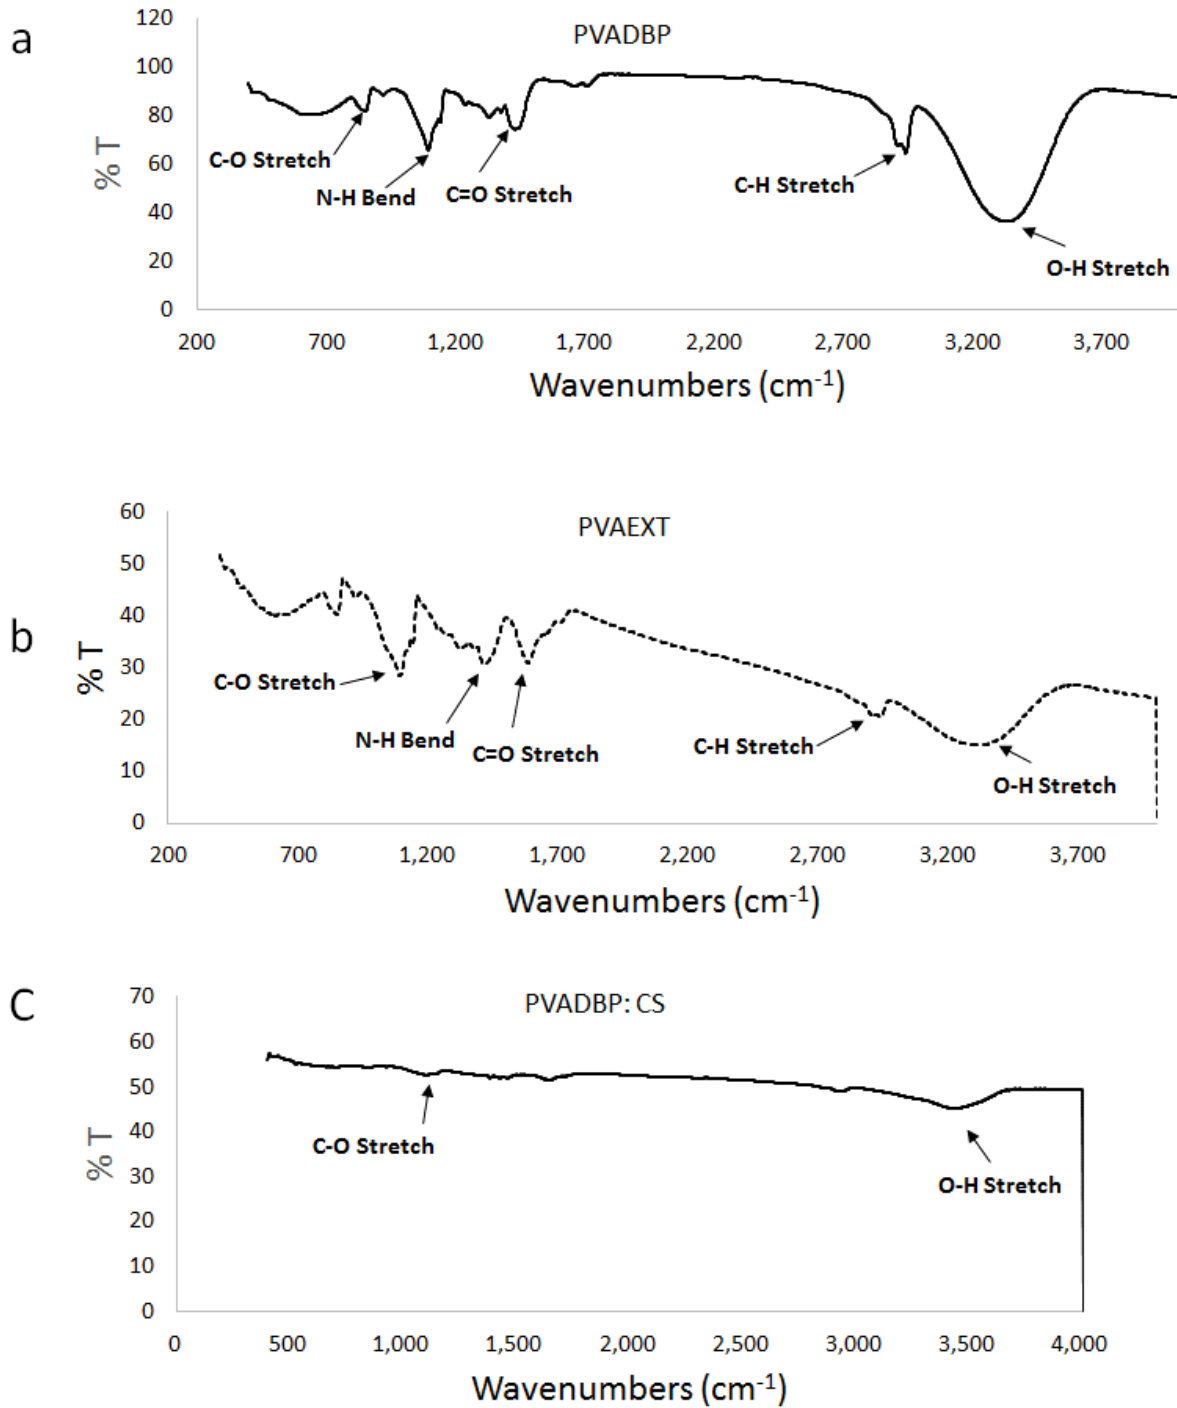 a
PVADBP
120
100
80
60
40
20
0
% T
C-O Stretch
N-H Bend
C=O Stretch
C-H Stretch
O-H Stretch
200 700 1,200 1,700 2,200 2,700 3,200 3,700
Wavenumbers (cm⁻¹)
b
PVAEXT
60
50
40
30
20
10
0
% T
C-O Stretch
N-H Bend
C=O Stretch
C-H Stretch
O-H Stretch
200 700 1,200 1,700 2,200 2,700 3,200 3,700
Wavenumbers (cm⁻¹)
C
PVADBP: CS
70
60
50
40
30
20
10
0
% T
C-O Stretch
O-H Stretch
0 500 1,000 1,500 2,000 2,500 3,000 3,500 4,000
Wavenumbers (cm⁻¹)